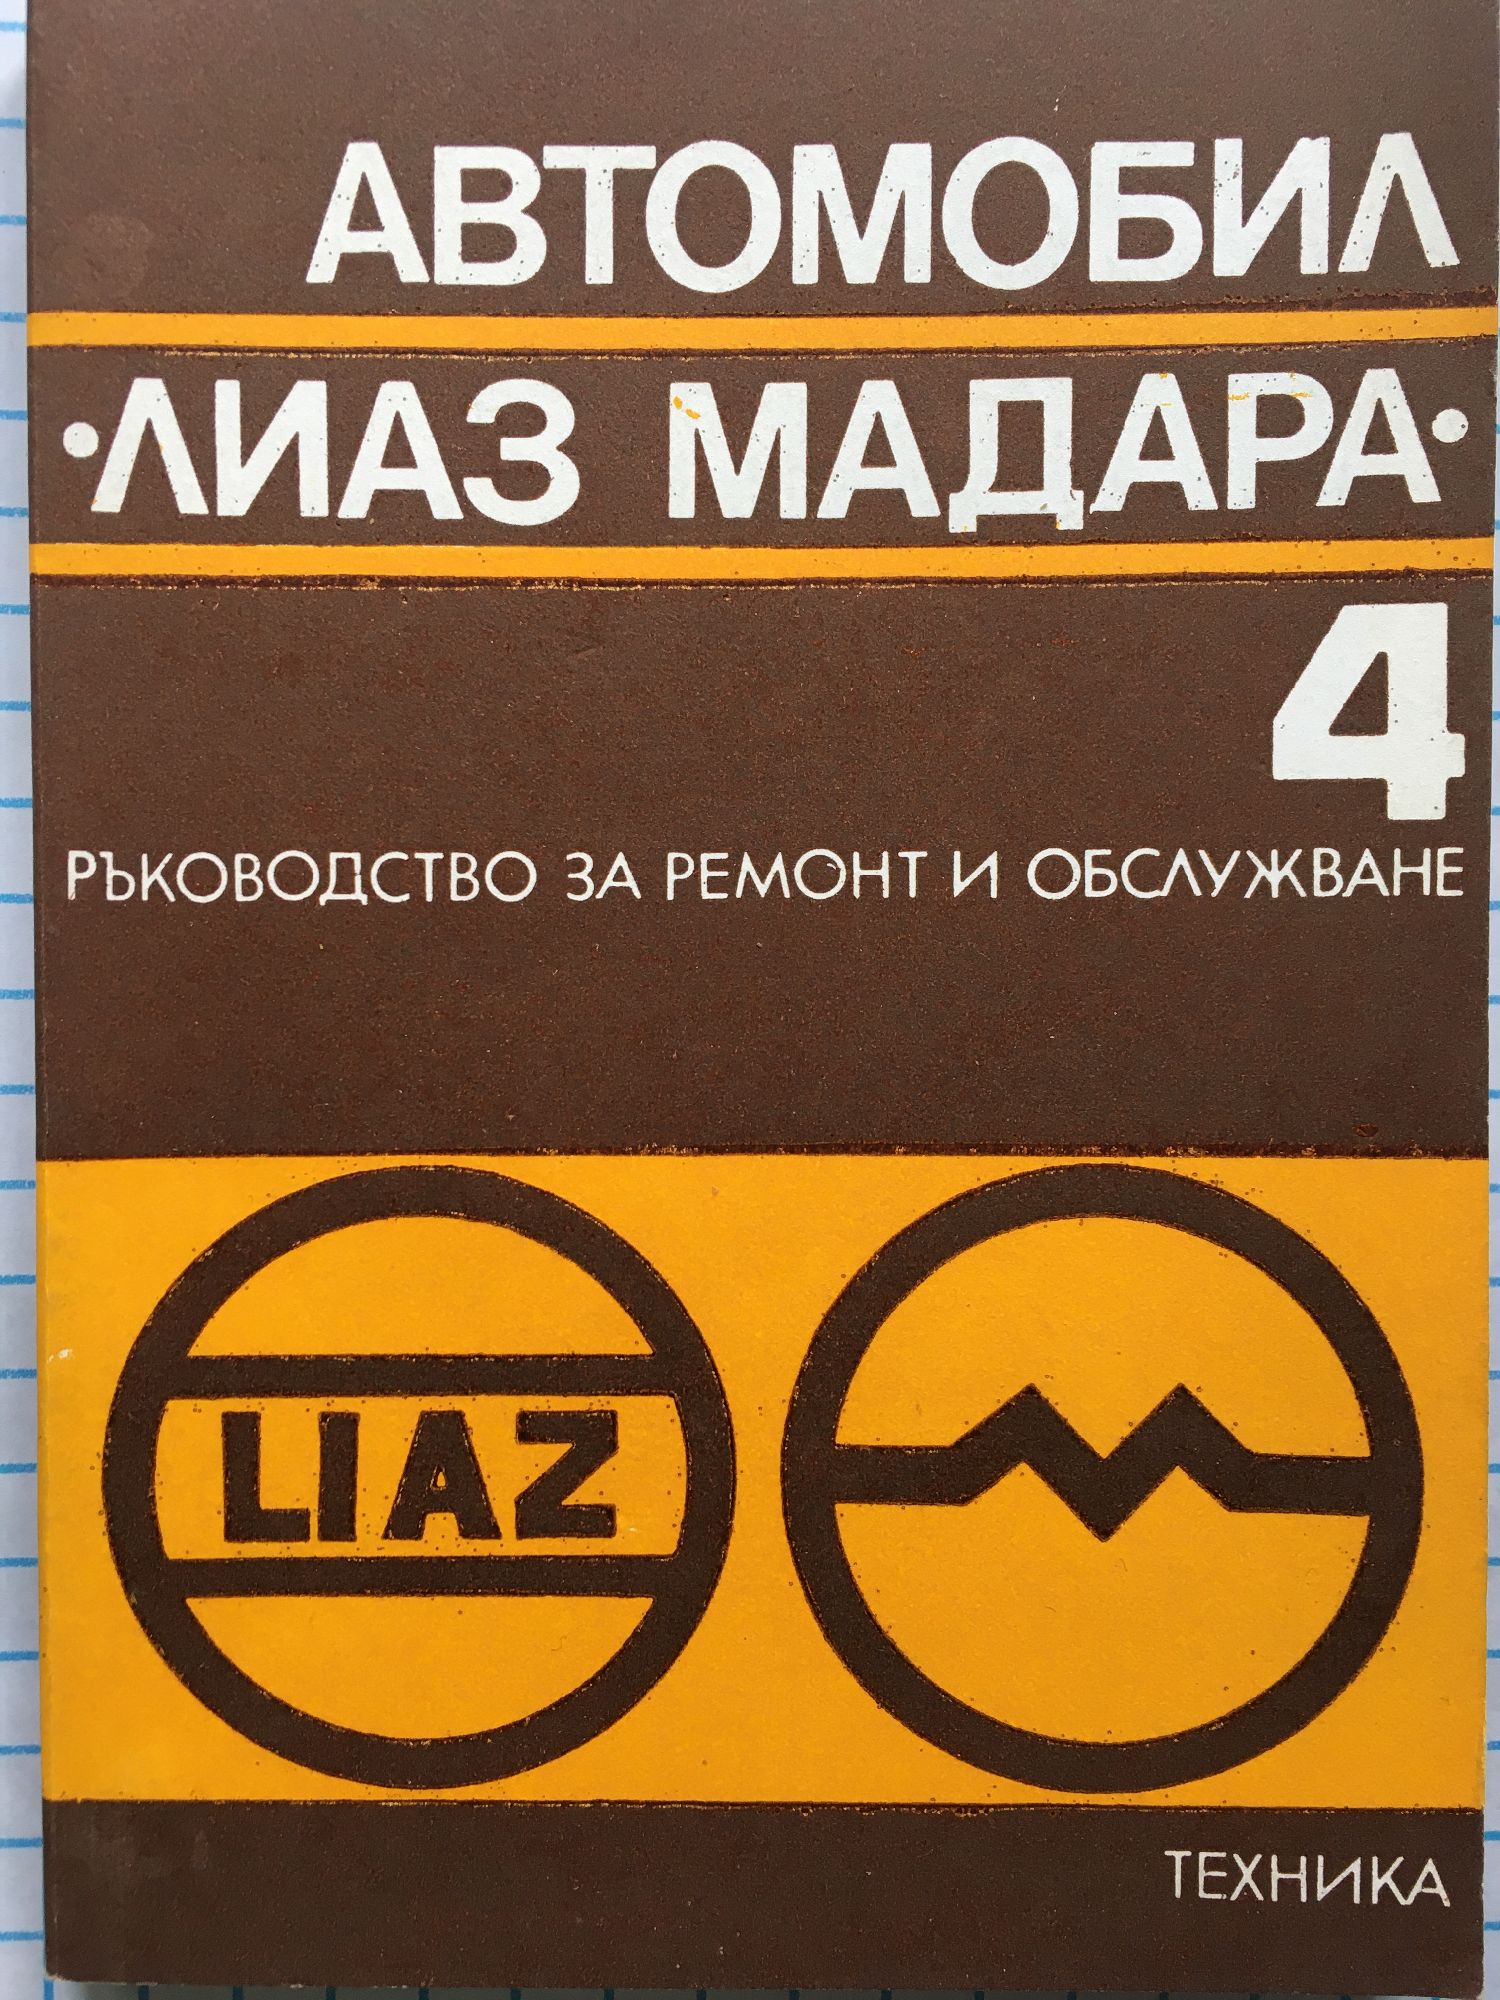 АВТОМОБИЛ
·ЛИАЗ МАДАРА·
4
РЪКОВОДСТВО ЗА РЕМОНТ И ОБСЛУЖВАНЕ
LIAZ
М
ТЕХНИКА